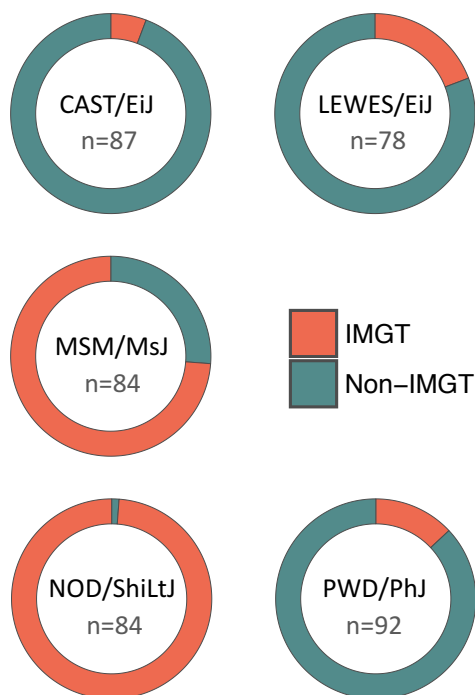 CAST/EiJ
n=87
LEWES/EiJ
n=78
MSM/MsJ
n=84
IMGT
Non−IMGT
NOD/ShiLtJ
n=84
PWD/PhJ
n=92